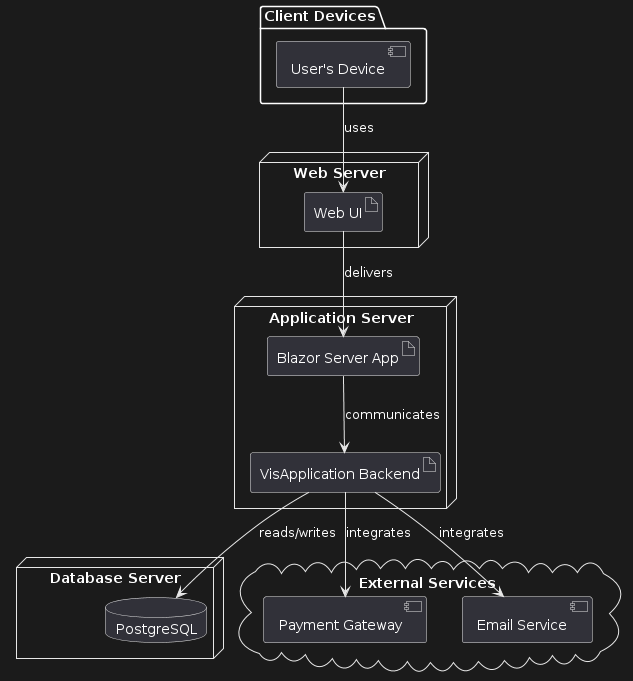 Client Devices
User's Device
uses
Web Server
Web UI
delivers
Application Server
Blazor Server App
communicates
VisApplication Backend
reads/writes
integrates
integrates
Database Server
PostgreSQL
External Services
Payment Gateway
Email Service